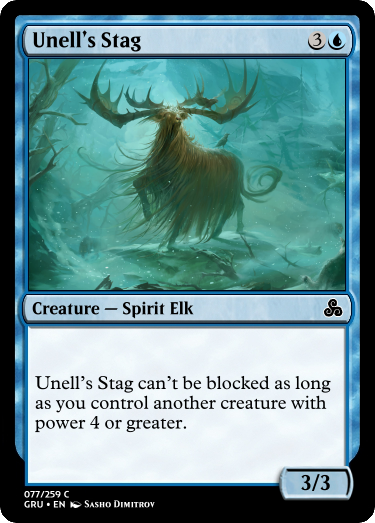 Unell's Stag 3
Creature — Spirit Elk
Unell's Stag can't be blocked as long
as you control another creature with
power 4 or greater.
3/3
077/259 C
GRU • EN Sasho Dimitrov